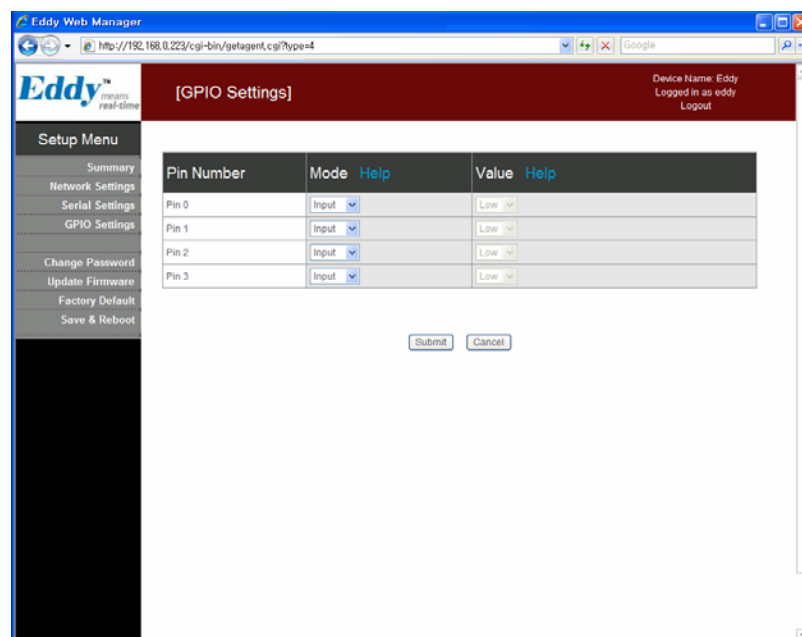 Eddy Web Manager
http://192.168.0.223/cgi-bin/getagent.cgi?type=4
Google
Eddy™ means real-time
[GPIO Settings]
Device Name: Eddy
Logged in as eddy
Logout
Setup Menu
Summary
Network Settings
Serial Settings
GPIO Settings
Change Password
Update Firmware
Factory Default
Save & Reboot
Pin Number Mode Help Value Help
Pin 0 Input Low
Pin 1 Input Low
Pin 2 Input Low
Pin 3 Input Low
Submit Cancel